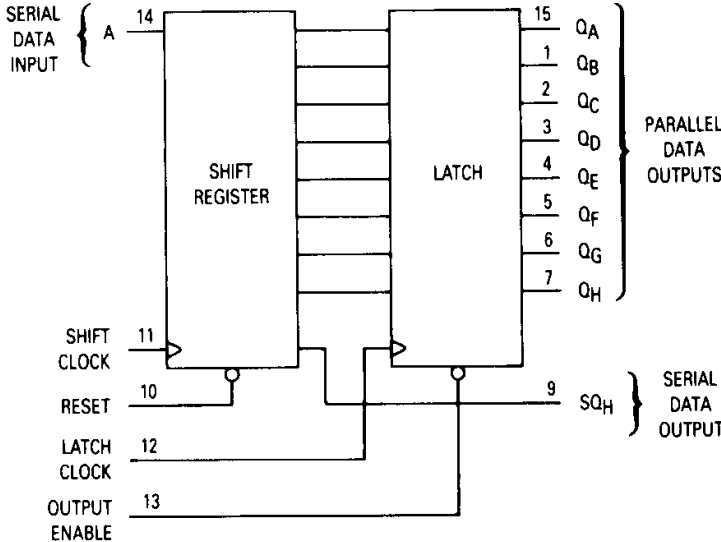 SERIAL
DATA
INPUT
A
14
SHIFT
REGISTER
LATCH
15
QA
1
QB
2
QC
3
QD
4
QE
5
QF
6
QG
7
QH
PARALLEL
DATA
OUTPUTS
SHIFT
CLOCK
11
RESET
10
LATCH
CLOCK
12
OUTPUT
ENABLE
13
9
SQH
SERIAL
DATA
OUTPUT